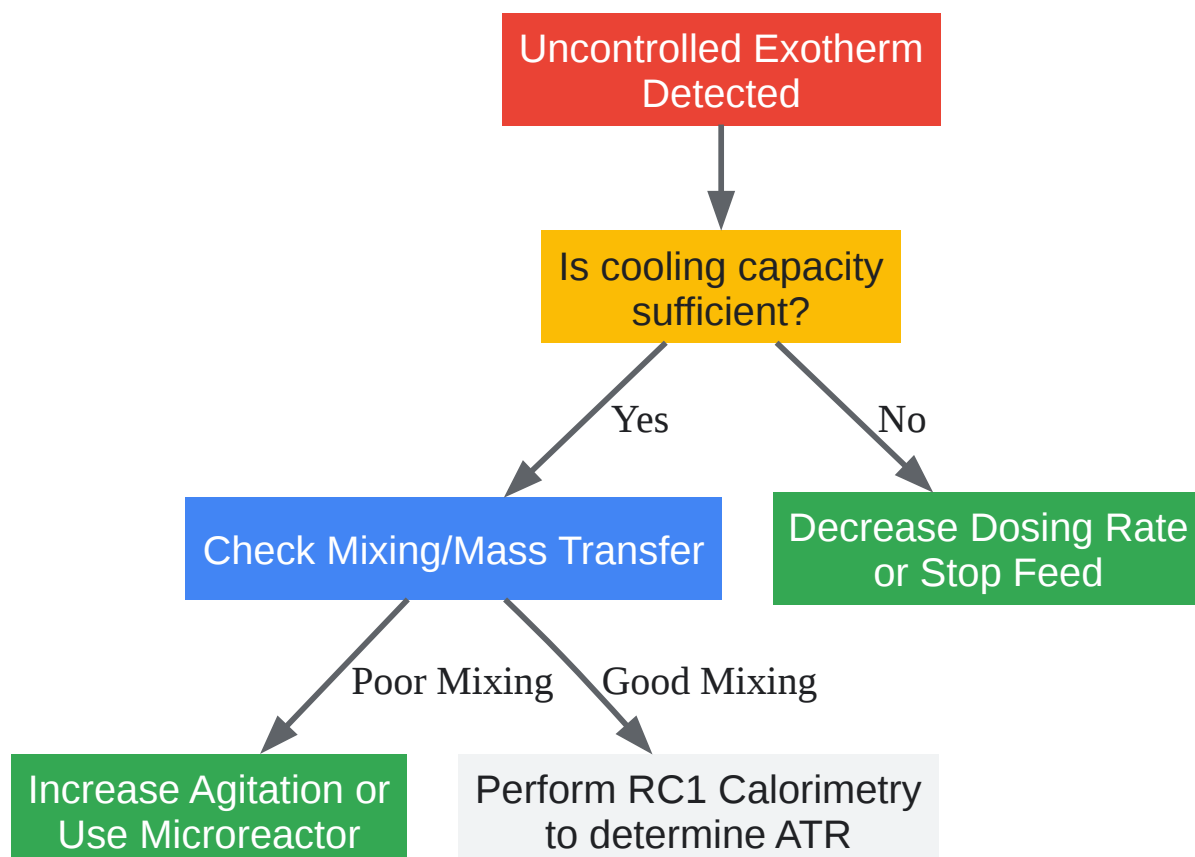 Uncontrolled Exotherm
Detected
Is cooling capacity
sufficient?
Yes
No
Check Mixing/Mass Transfer
Decrease Dosing Rate
or Stop Feed
Poor Mixing
Good Mixing
Increase Agitation or
Use Microreactor
Perform RC1 Calorimetry
to determine ATR